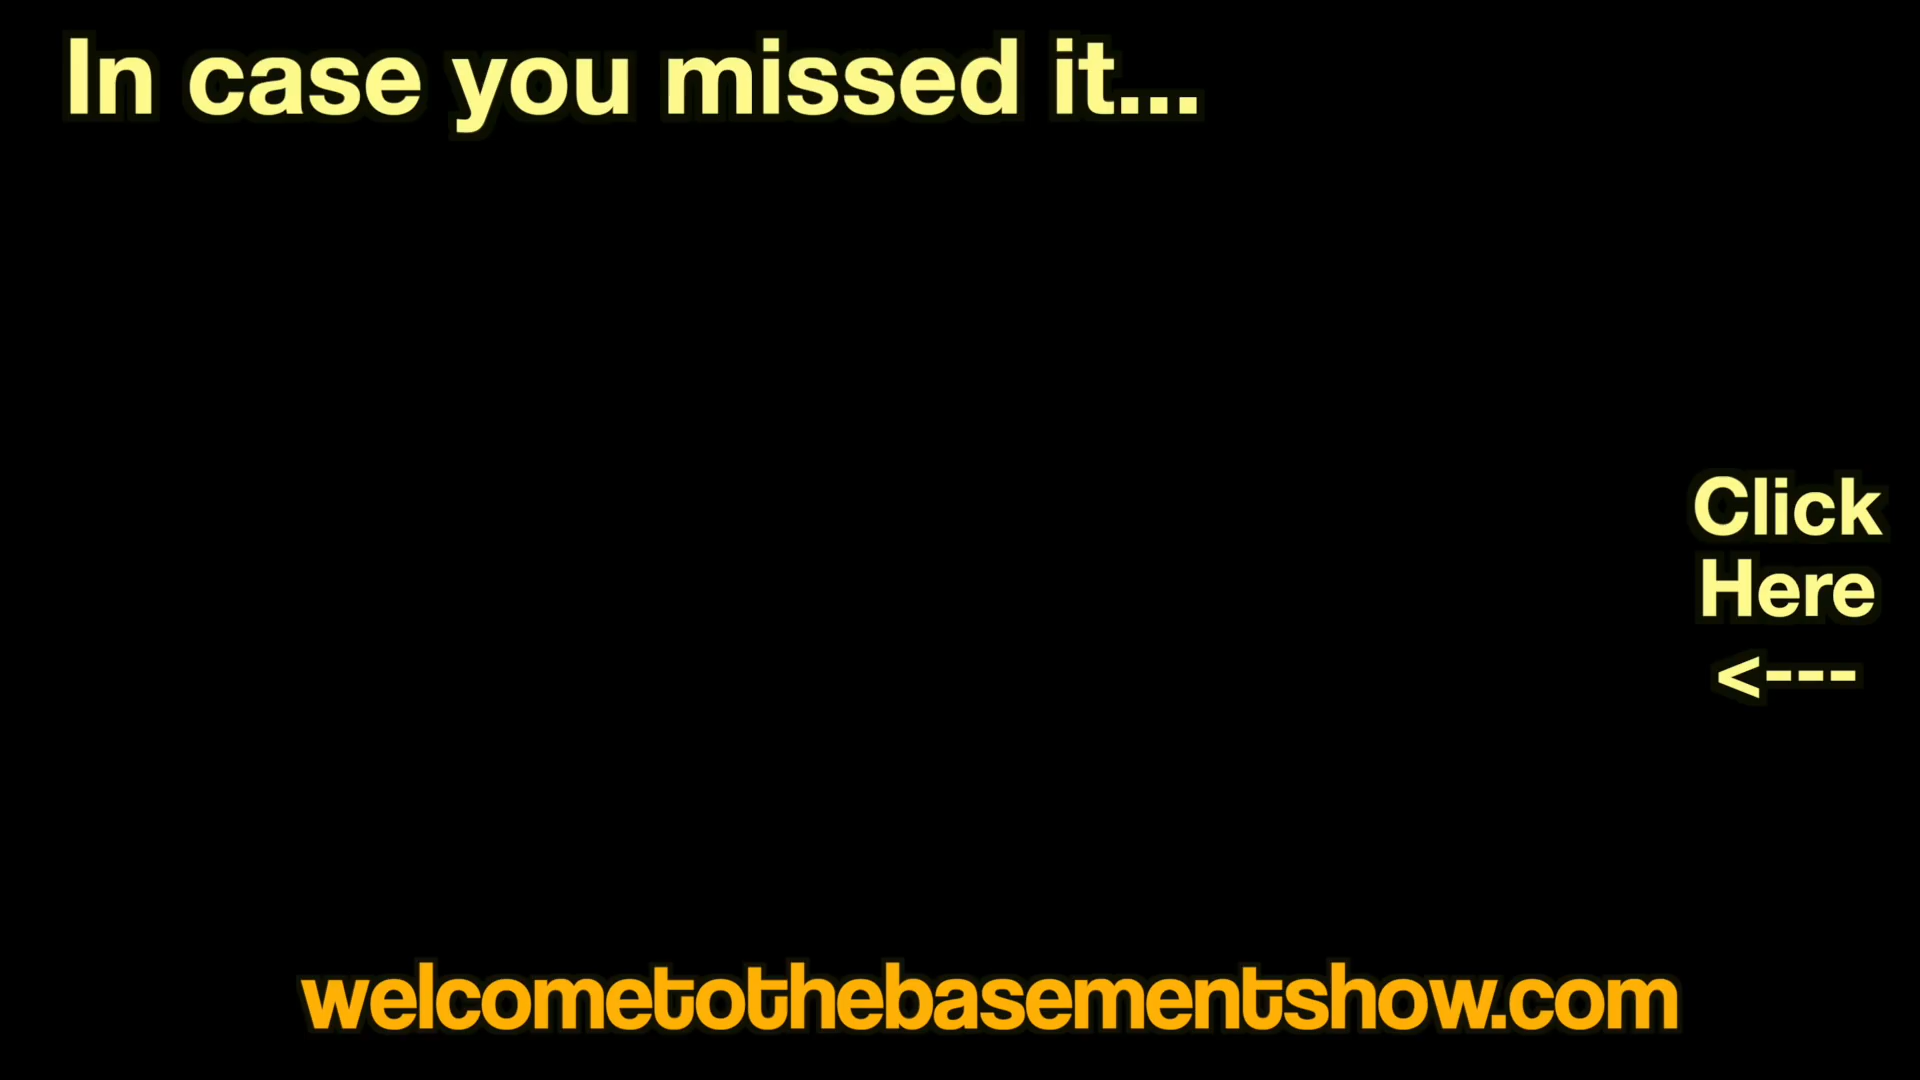 In case you missed it...
Click
Here
<---
welcometothebasementshow.com